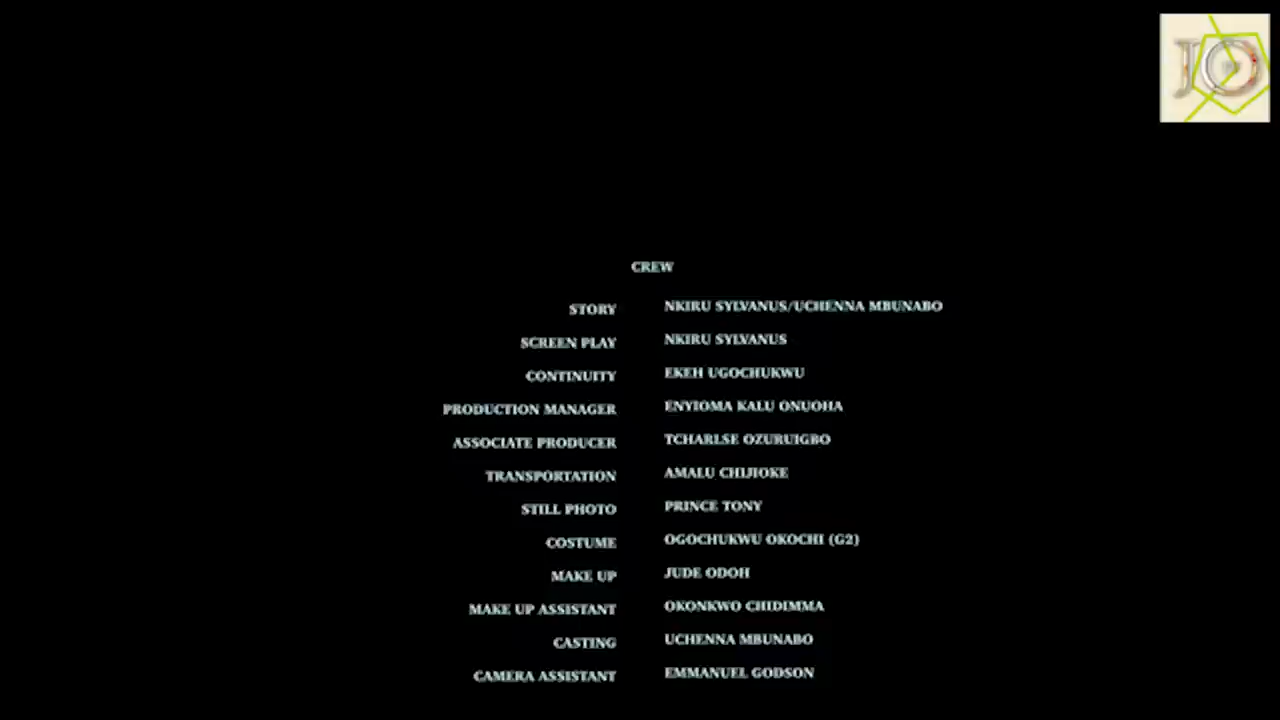 JO
CREW
STORY NKIRU SYLVANUS/UCHENNA MBUNABO
SCREEN PLAY NKIRU SYLVANUS
CONTINUITY EKEH UGOCHUKWU
PRODUCTION MANAGER ENYIOMA KALU ONUOHA
ASSOCIATE PRODUCER TCHARLSE OZURUIGBO
TRANSPORTATION AMALU CHIJIOKE
STILL PHOTO PRINCE TONY
COSTUME OGOCHUKWU OKOCHI (G2)
MAKE UP JUDE ODOH
MAKE UP ASSISTANT OKONKWO CHIDIMMA
CASTING UCHENNA MBUNABO
CAMERA ASSISTANT EMMANUEL GODSON